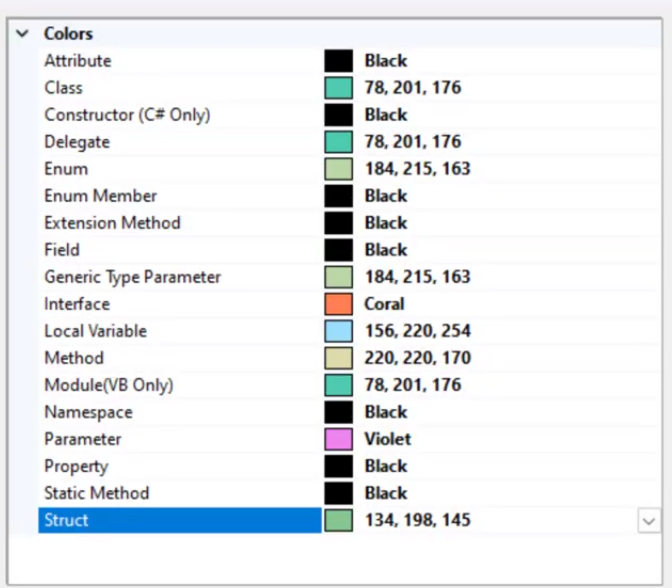 Colors
Attribute Black
Class 78, 201, 176
Constructor (C# Only) Black
Delegate 78, 201, 176
Enum 184, 215, 163
Enum Member Black
Extension Method Black
Field Black
Generic Type Parameter 184, 215, 163
Interface Coral
Local Variable 156, 220, 254
Method 220, 220, 170
Module(VB Only) 78, 201, 176
Namespace Black
Parameter Violet
Property Black
Static Method Black
Struct 134, 198, 145